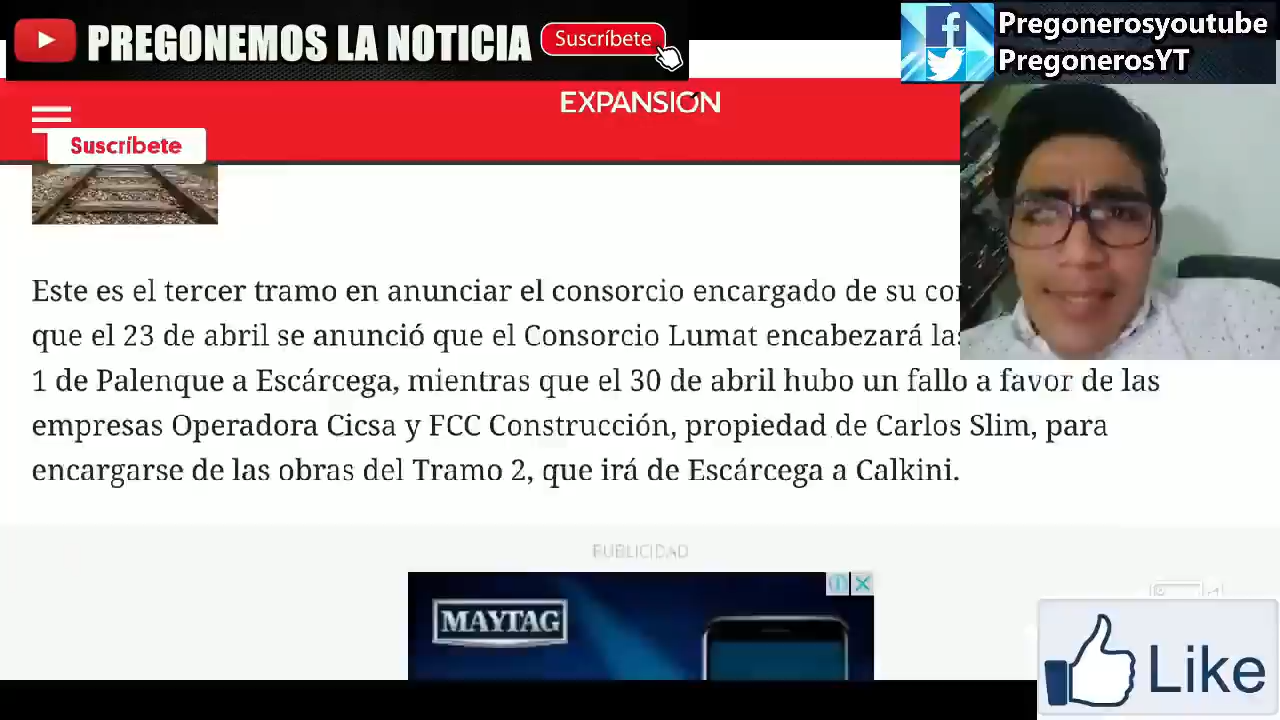 PREGONEMOS LA NOTICIA
Suscríbete
Pregonerosyoutube
PregonerosYT
EXPANSIÓN
Suscríbete
Este es el tercer tramo en anunciar el consorcio encargado de su
que el 23 de abril se anunció que el Consorcio Lumat encabezará
1 de Palenque a Escárcega, mientras que el 30 de abril hubo un fallo a favor de las
empresas Operadora Cicsa y FCC Construcción, propiedad de Carlos Slim, para
encargarse de las obras del Tramo 2, que irá de Escárcega a Calkini.
PUBLICIDAD
MAYTAG
Like